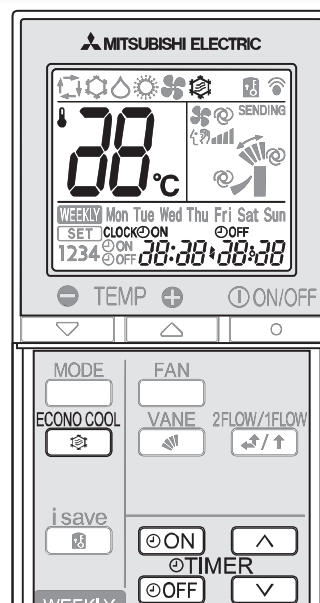 MITSUBISHI ELECTRIC
SENDING
88°C
WEEKLY Mon Tue Wed Thu Fri Sat Sun
SET CLOCK ON OFF
1234 ON OFF 88:88 88:88
TEMP ON/OFF
MODE FAN
ECONO COOL VANE 2FLOW/1FLOW
/
i save
ON
TIMER
OFF
WEEKLY